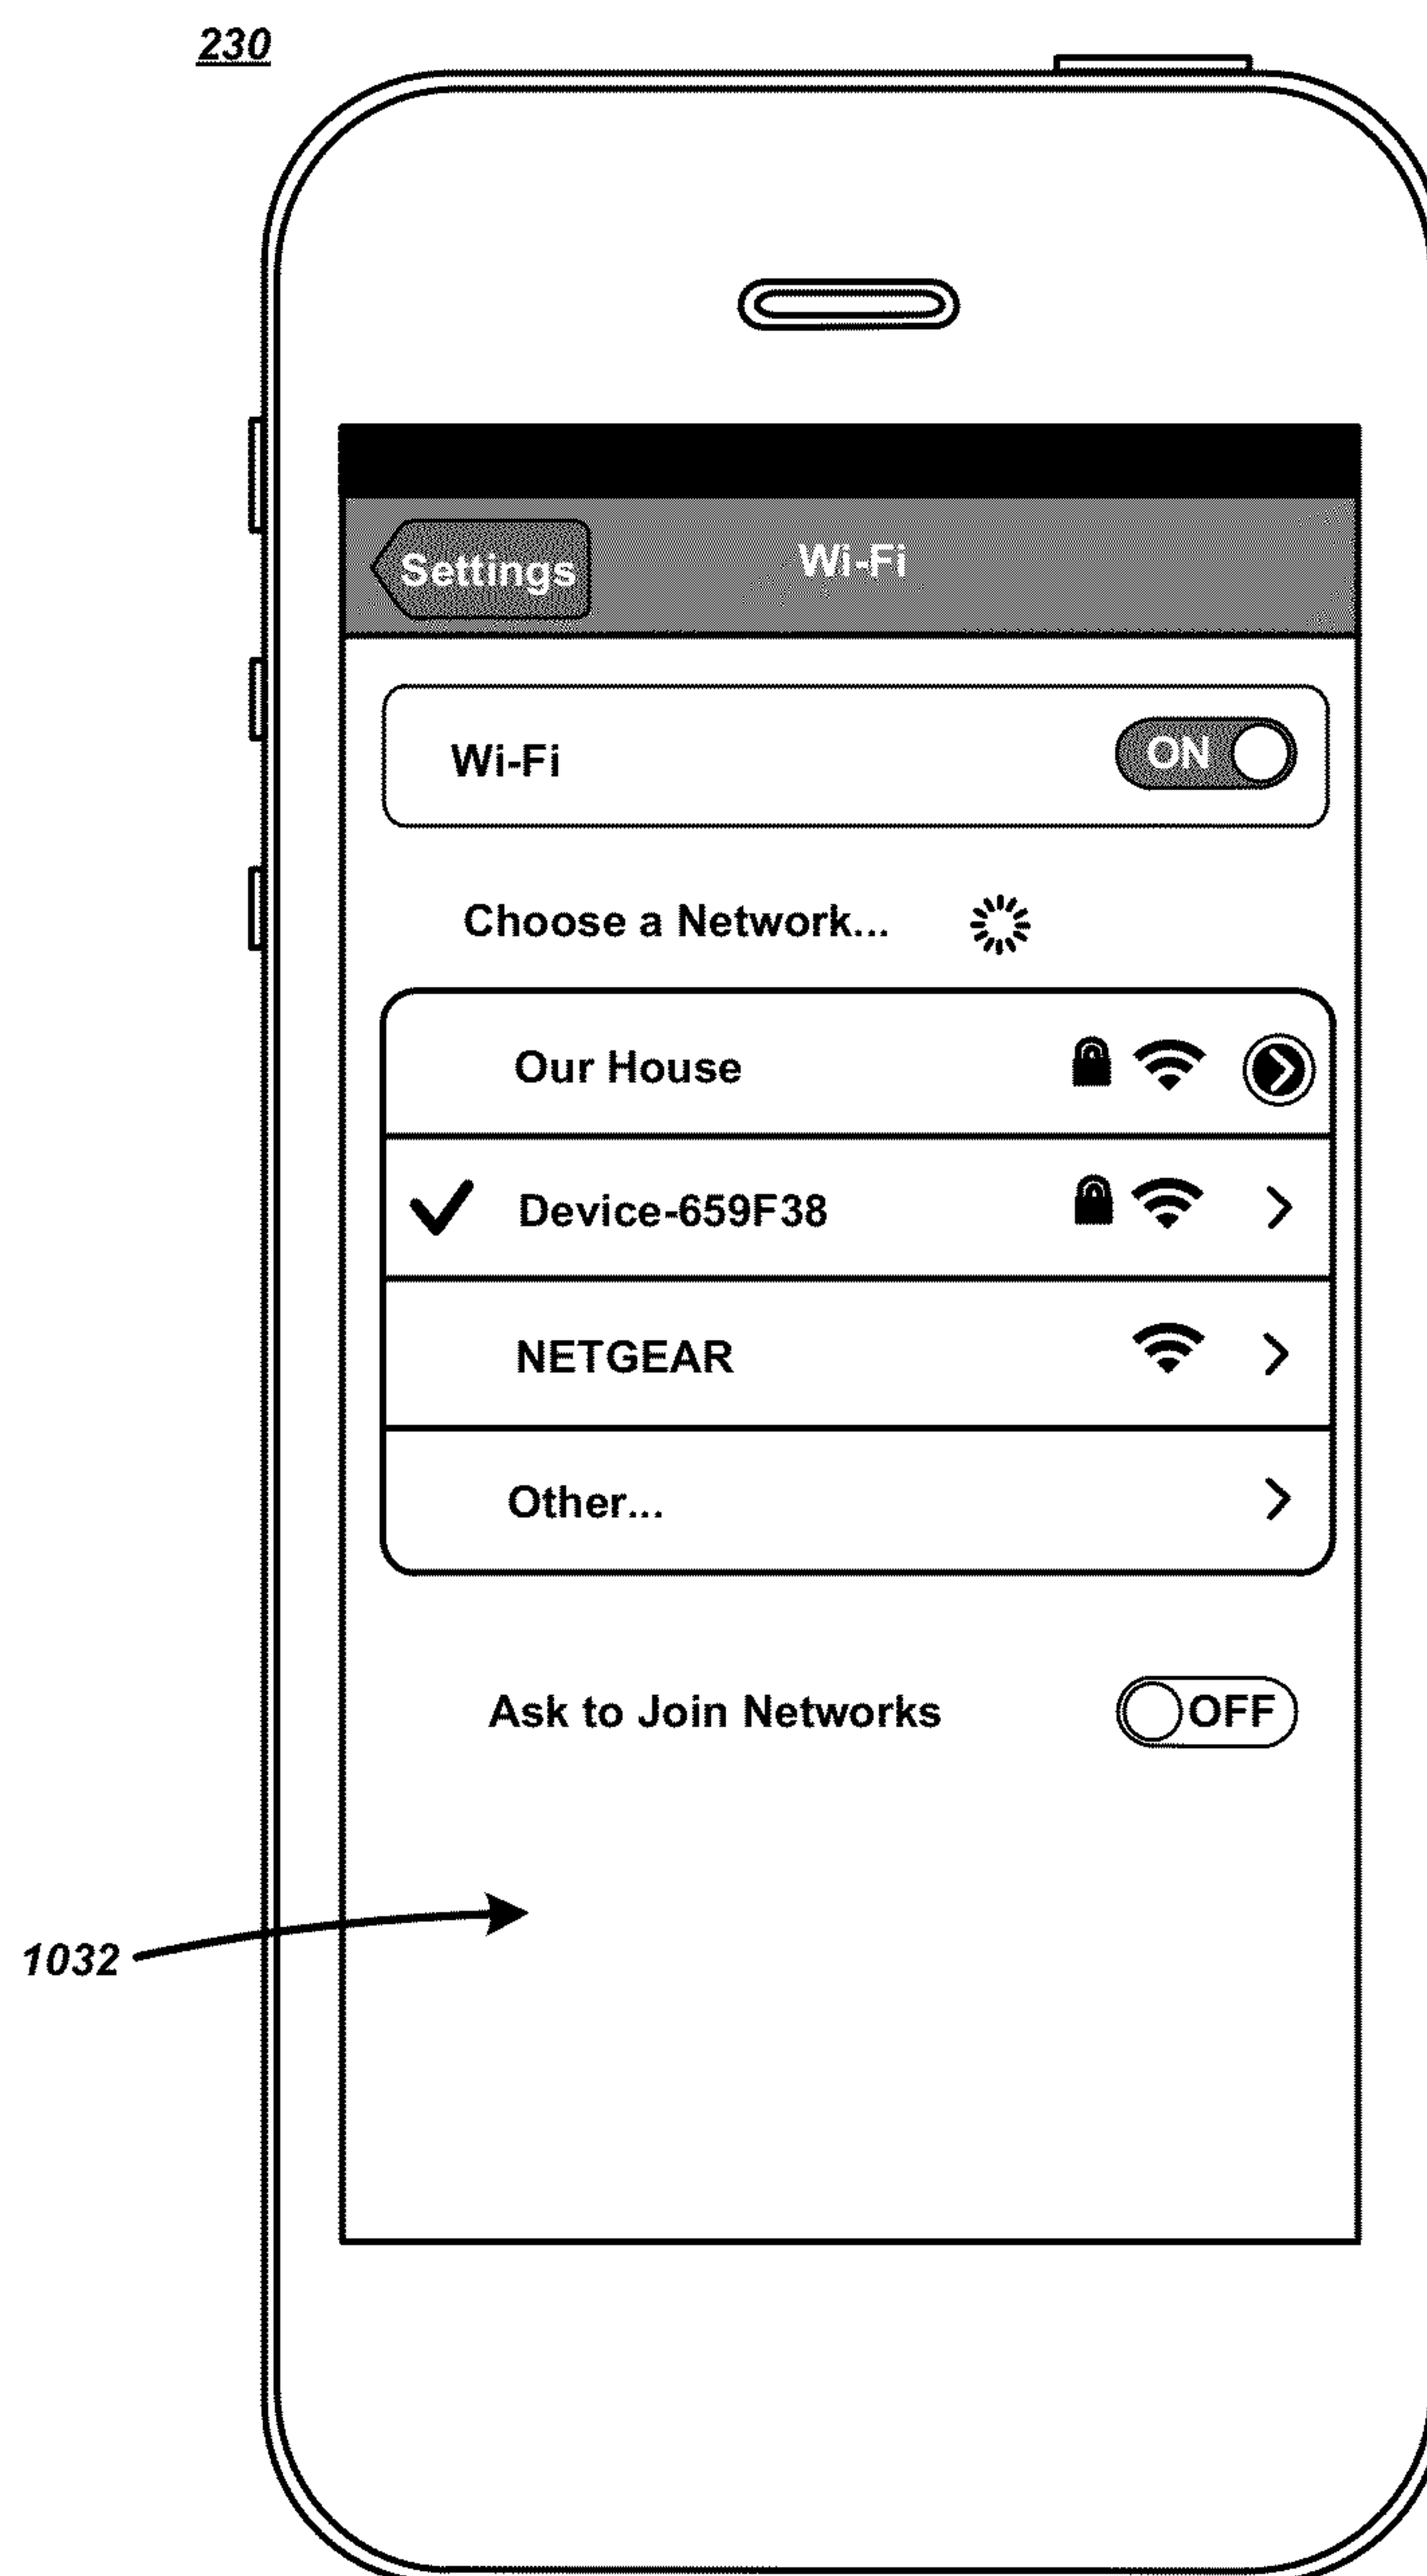 230
Settings
Wi-Fi
Wi-Fi ON
Choose a Network...
Our House
Device-659F38
NETGEAR
Other...
Ask to Join Networks OFF
1032